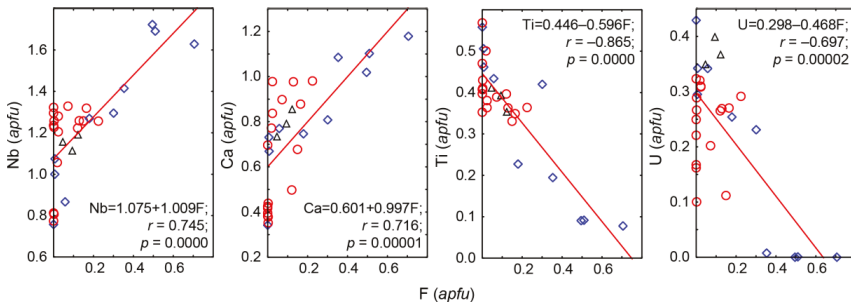 1.8
1.6
1.4
1.2
1.0
0.8
0.6
0.2 0.4 0.6
Nb (apfu)
Nb=1.075+1.009F;
r = 0.745;
p = 0.0000
1.2
1.0
0.8
0.6
0.4
0.2
0.2 0.4 0.6
Ca (apfu)
Ca=0.601+0.997F;
r = 0.716;
p = 0.00001
0.5
0.4
0.3
0.2
0.1
0.0
0.2 0.4 0.6
Ti (apfu)
Ti=0.446–0.596F;
r = –0.865;
p = 0.0000
0.4
0.3
0.2
0.1
0.0
0.2 0.4 0.6
U (apfu)
U=0.298–0.468F;
r = –0.697;
p = 0.00002
F (apfu)